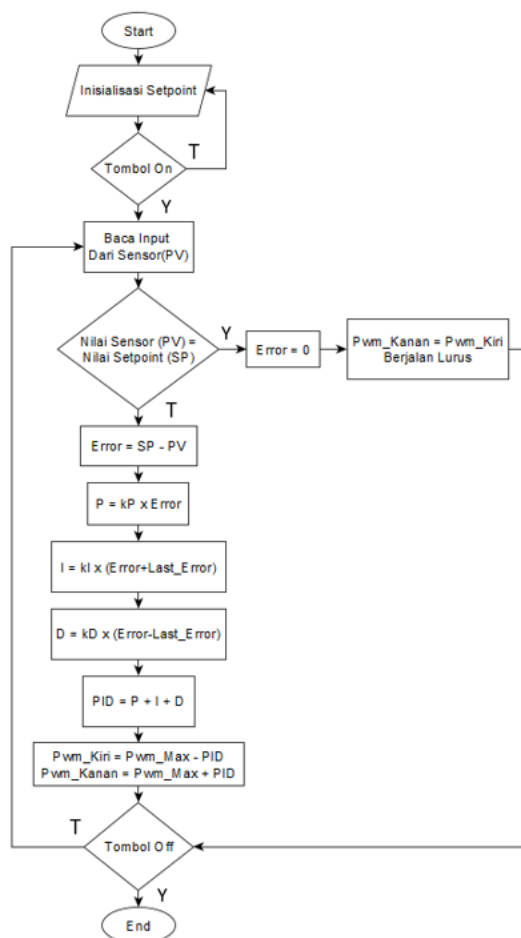 Start
Inisialisasi Setpoint
T
Tombol On
Y
Baca Input
Dari Sensor(PV)
Nilai Sensor (PV) =
Nilai Setpoint (SP)
Y
Error = 0
Pwm_Kanan = Pwm_Kiri
Berjalan Lurus
T
Error = SP - PV
P = kP x Error
I = kI x (Error+Last_Error)
D = kD x (Error-Last_Error)
PID = P + I + D
Pwm_Kiri = Pwm_Max - PID
Pwm_Kanan = Pwm_Max + PID
T
Tombol Off
Y
End